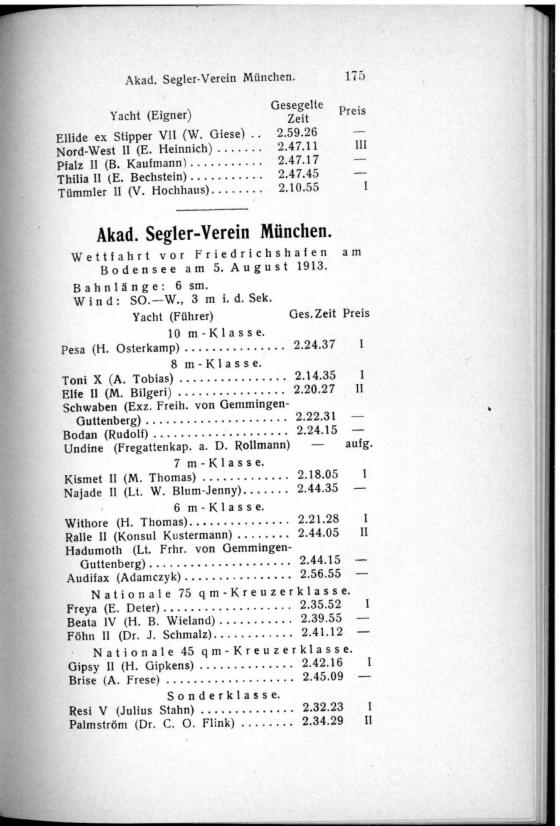 Akad. Segler-Verein München. 175
Yacht (Eigner) Gesegelte Zeit Preis
Ellide ex Stipper VII (W. Giese) .. 2.59.26 —
Nord-West II (E. Heinnich) ....... 2.47.11 III
Pfalz II (B. Kaufmann) ........... 2.47.17 —
Thilia II (E. Bechstein) ........... 2.47.45 —
Tümmler II (V. Hochhaus) ........ 2.10.55 I
Akad. Segler-Verein München.
Wettfahrt vor Friedrichshafen am
Bodensee am 5. August 1913.
Bahnlänge: 6 sm.
Wind: SO.—W., 3 m i. d. Sek.
Yacht (Führer) Ges. Zeit Preis
10 m-Klasse.
Pesa (H. Osterkamp) ............... 2.24.37 I
8 m-Klasse.
Toni X (A. Tobias) ................ 2.14.35 I
Elfe II (M. Bilgeri) ................ 2.20.27 II
Schwaben (Exz. Freih. von Gemmingen-
Guttenberg) ..................... 2.22.31 —
Bodan (Rudolf) .................... 2.24.15 —
Undine (Fregattenkap. a. D. Rollmann) — aufg.
7 m-Klasse.
Kismet II (M. Thomas) ............. 2.18.05 I
Najade II (Lt. W. Blum-Jenny)....... 2.44.35 —
6 m-Klasse.
Withore (H. Thomas)............... 2.21.28 I
Ralle II (Konsul Kustermann) ........ 2.44.05 II
Hadumoth (Lt. Frhr. von Gemmingen-
Guttenberg) ..................... 2.44.15 —
Audifax (Adamczyk) ................ 2.56.55 —
Nationale 75 qm-Kreuzerklasse.
Freya (E. Deter) ................... 2.35.52 I
Beata IV (H. B. Wieland) ........... 2.39.55 —
Föhn II (Dr. J. Schmalz)............ 2.41.12 —
Nationale 45 qm-Kreuzerklasse.
Gipsy II (H. Gipkens) .............. 2.42.16 I
Brise (A. Frese) ................... 2.45.09 —
Sonderklasse.
Resi V (Julius Stahn) .............. 2.32.23 I
Palmström (Dr. C. O. Flink) ........ 2.34.29 II